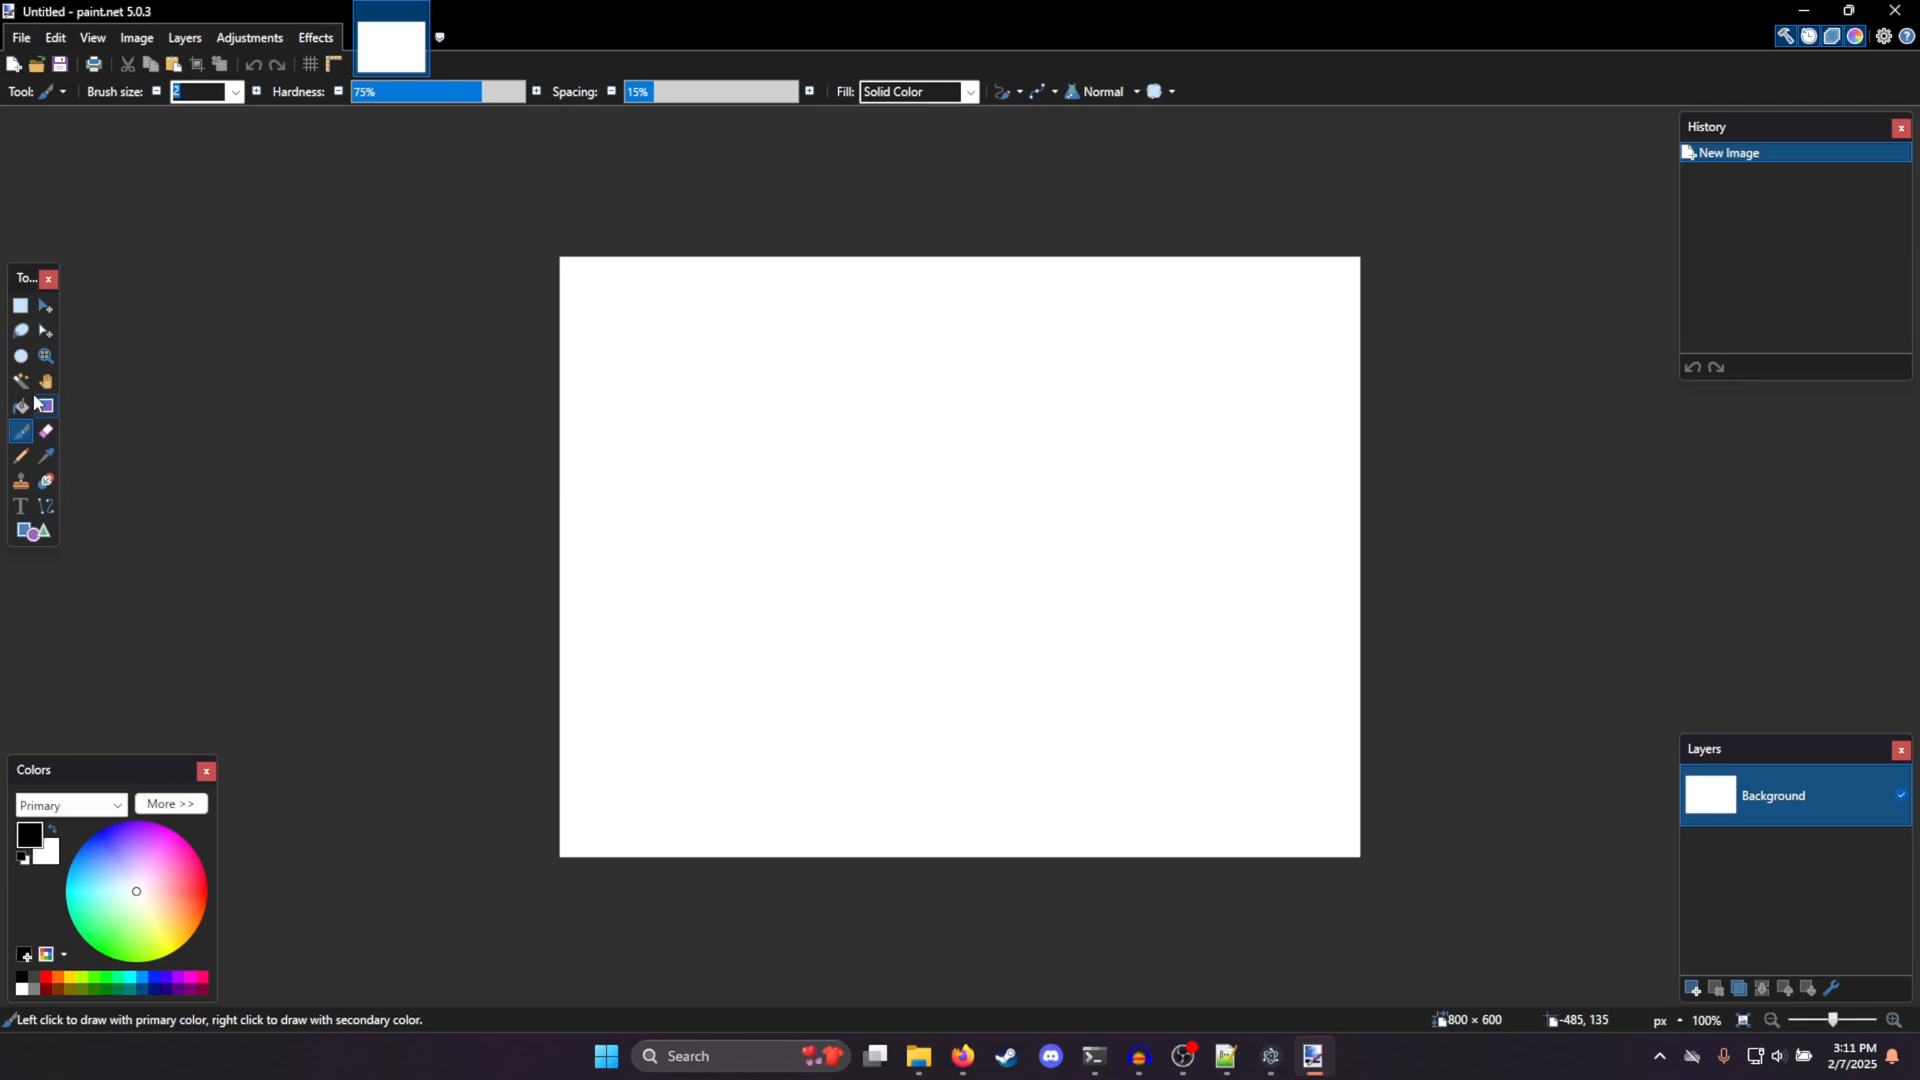 Untitled - paint.net 5.0.3
File Edit View Image Layers Adjustments Effects
Tool: Brush size: 2 Hardness: 75% Spacing: 15% Fill: Solid Color Normal
History
New Image
To...
Colors
Primary More >>
Layers
Background
Left click to draw with primary color, right click to draw with secondary color.
800 × 600 -485, 135 px 100%
Search
3:11 PM
2/7/2025